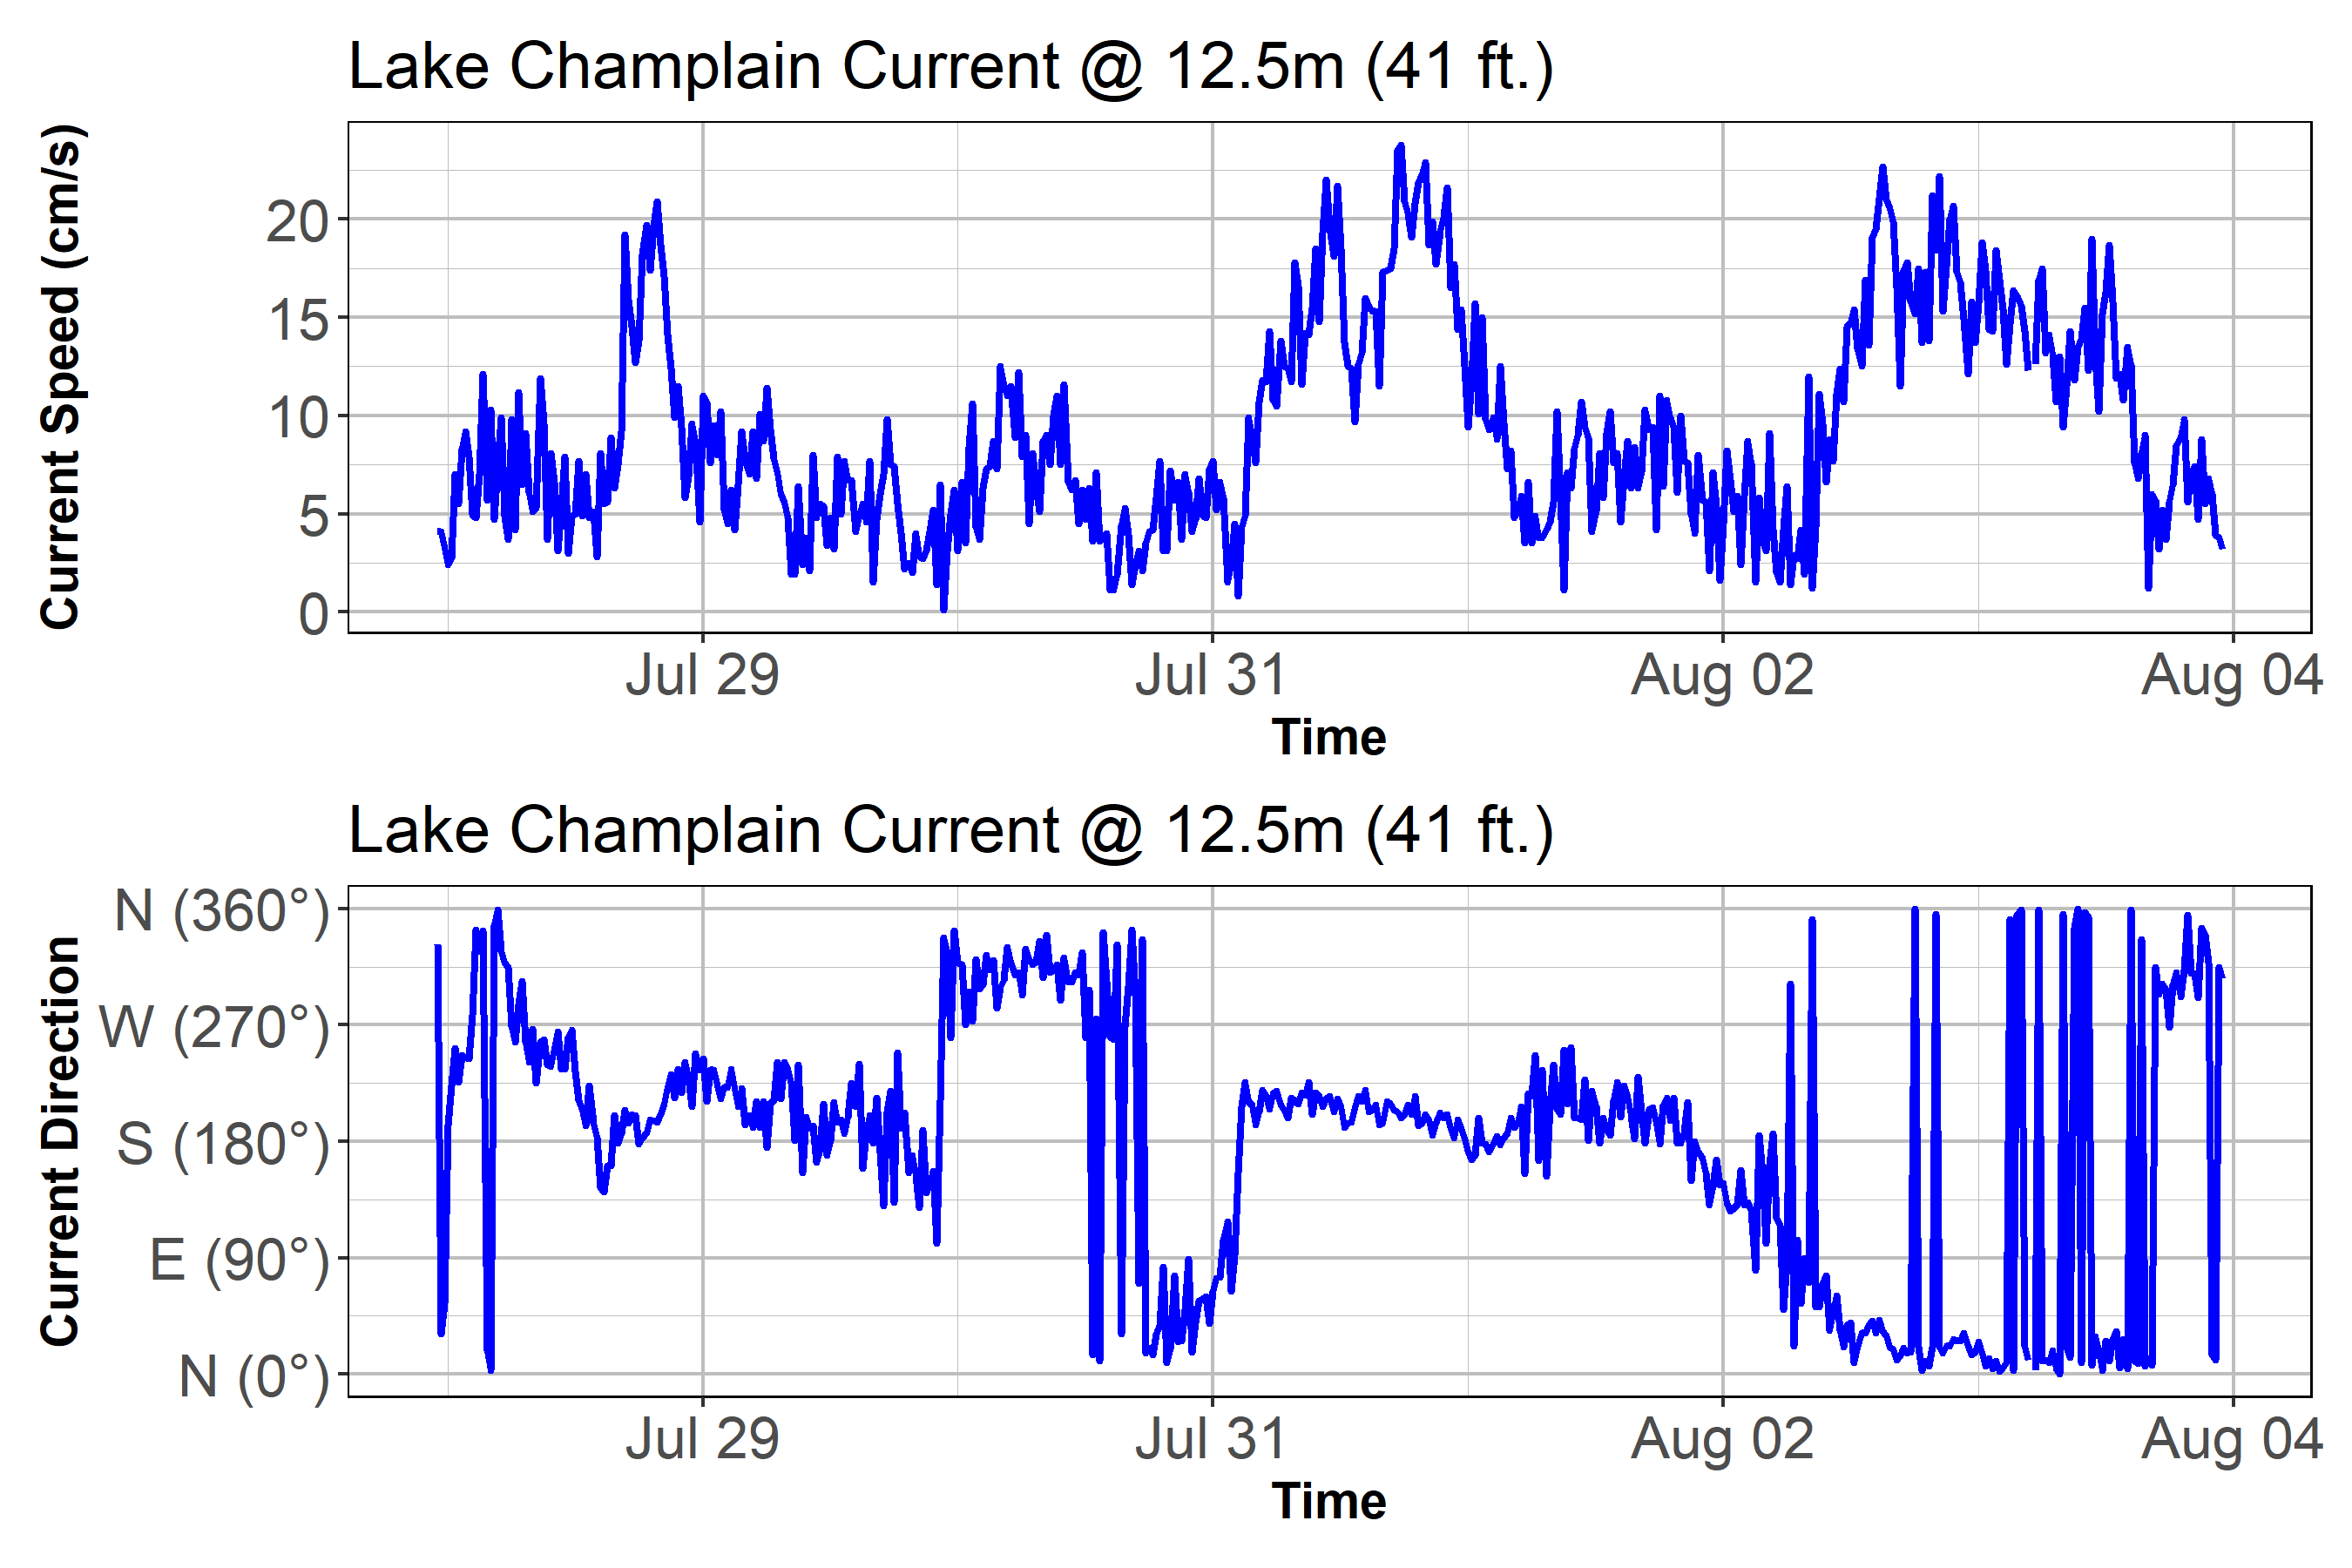 Lake Champlain Current @ 12.5m (41 ft.)
Current Speed (cm/s)
20
15
10
5
0
Jul 29 Jul 31 Aug 02 Aug 04
Time
Lake Champlain Current @ 12.5m (41 ft.)
Current Direction
N (360°)
W (270°)
S (180°)
E (90°)
N (0°)
Jul 29 Jul 31 Aug 02 Aug 04
Time